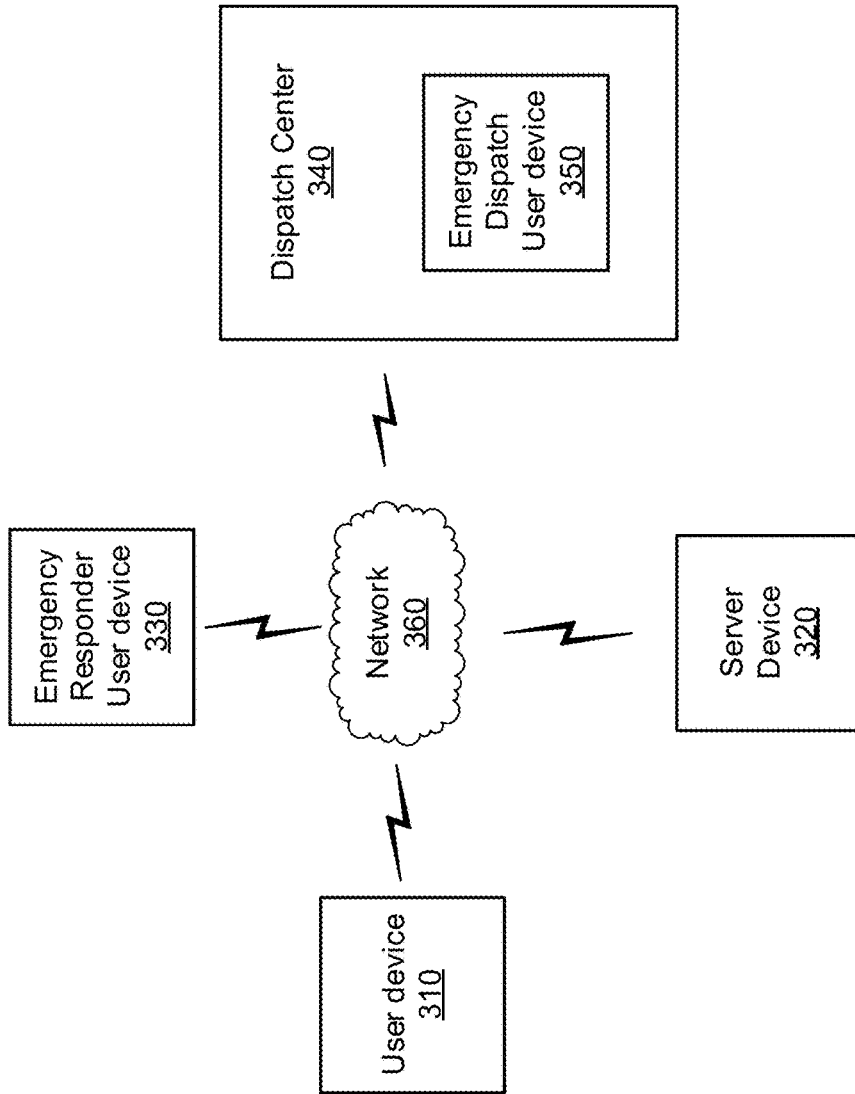 Emergency
Responder
User device
330
Dispatch Center
340
Emergency
Dispatch
User device
350
Network
360
User device
310
Server
Device
320